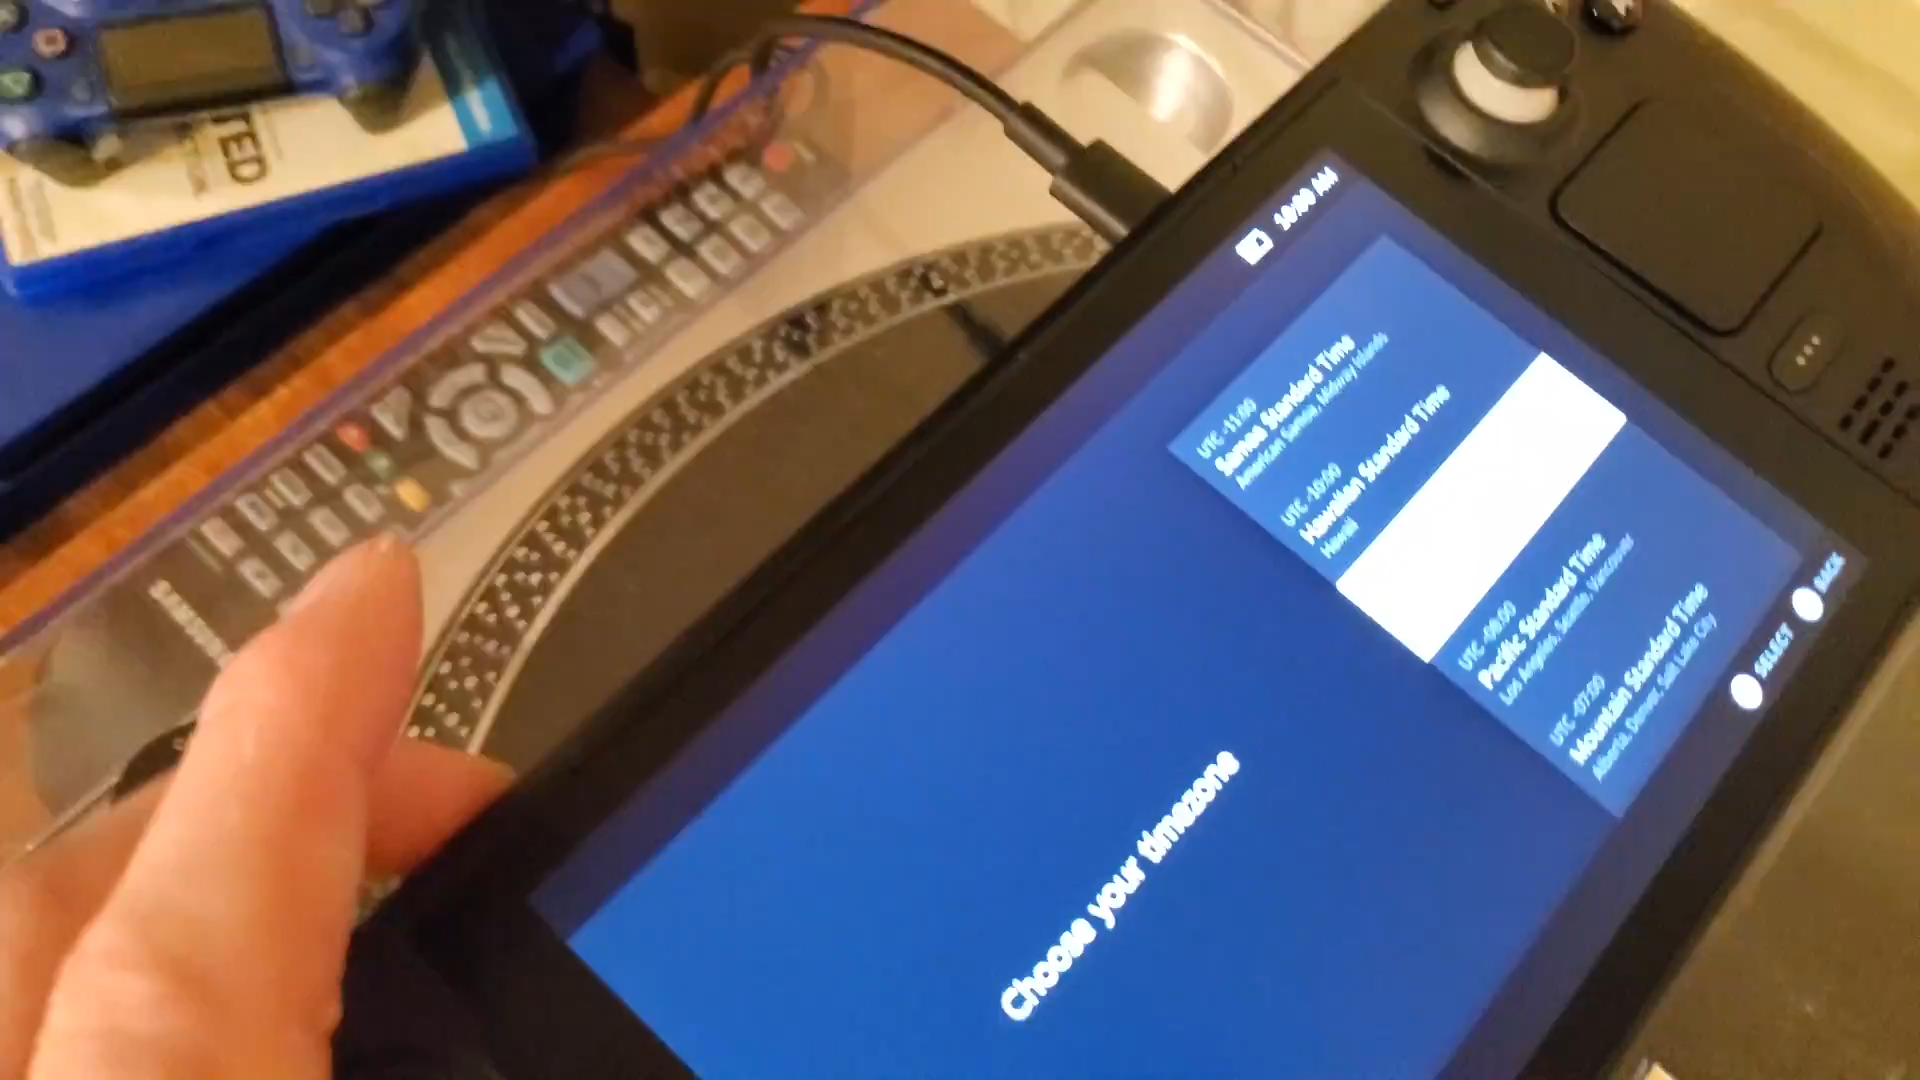 TED
SAMSUNG
10:00 AM
UTC -11:00
Samoa Standard Time
American Samoa, Midway Islands
UTC -10:00
Hawaiian Standard Time
Hawaii
UTC -08:00
Pacific Standard Time
Los Angeles, Seattle, Vancouver
UTC -07:00
Mountain Standard Time
Alberta, Denver, Salt Lake City
Choose your timezone
SELECT
BACK